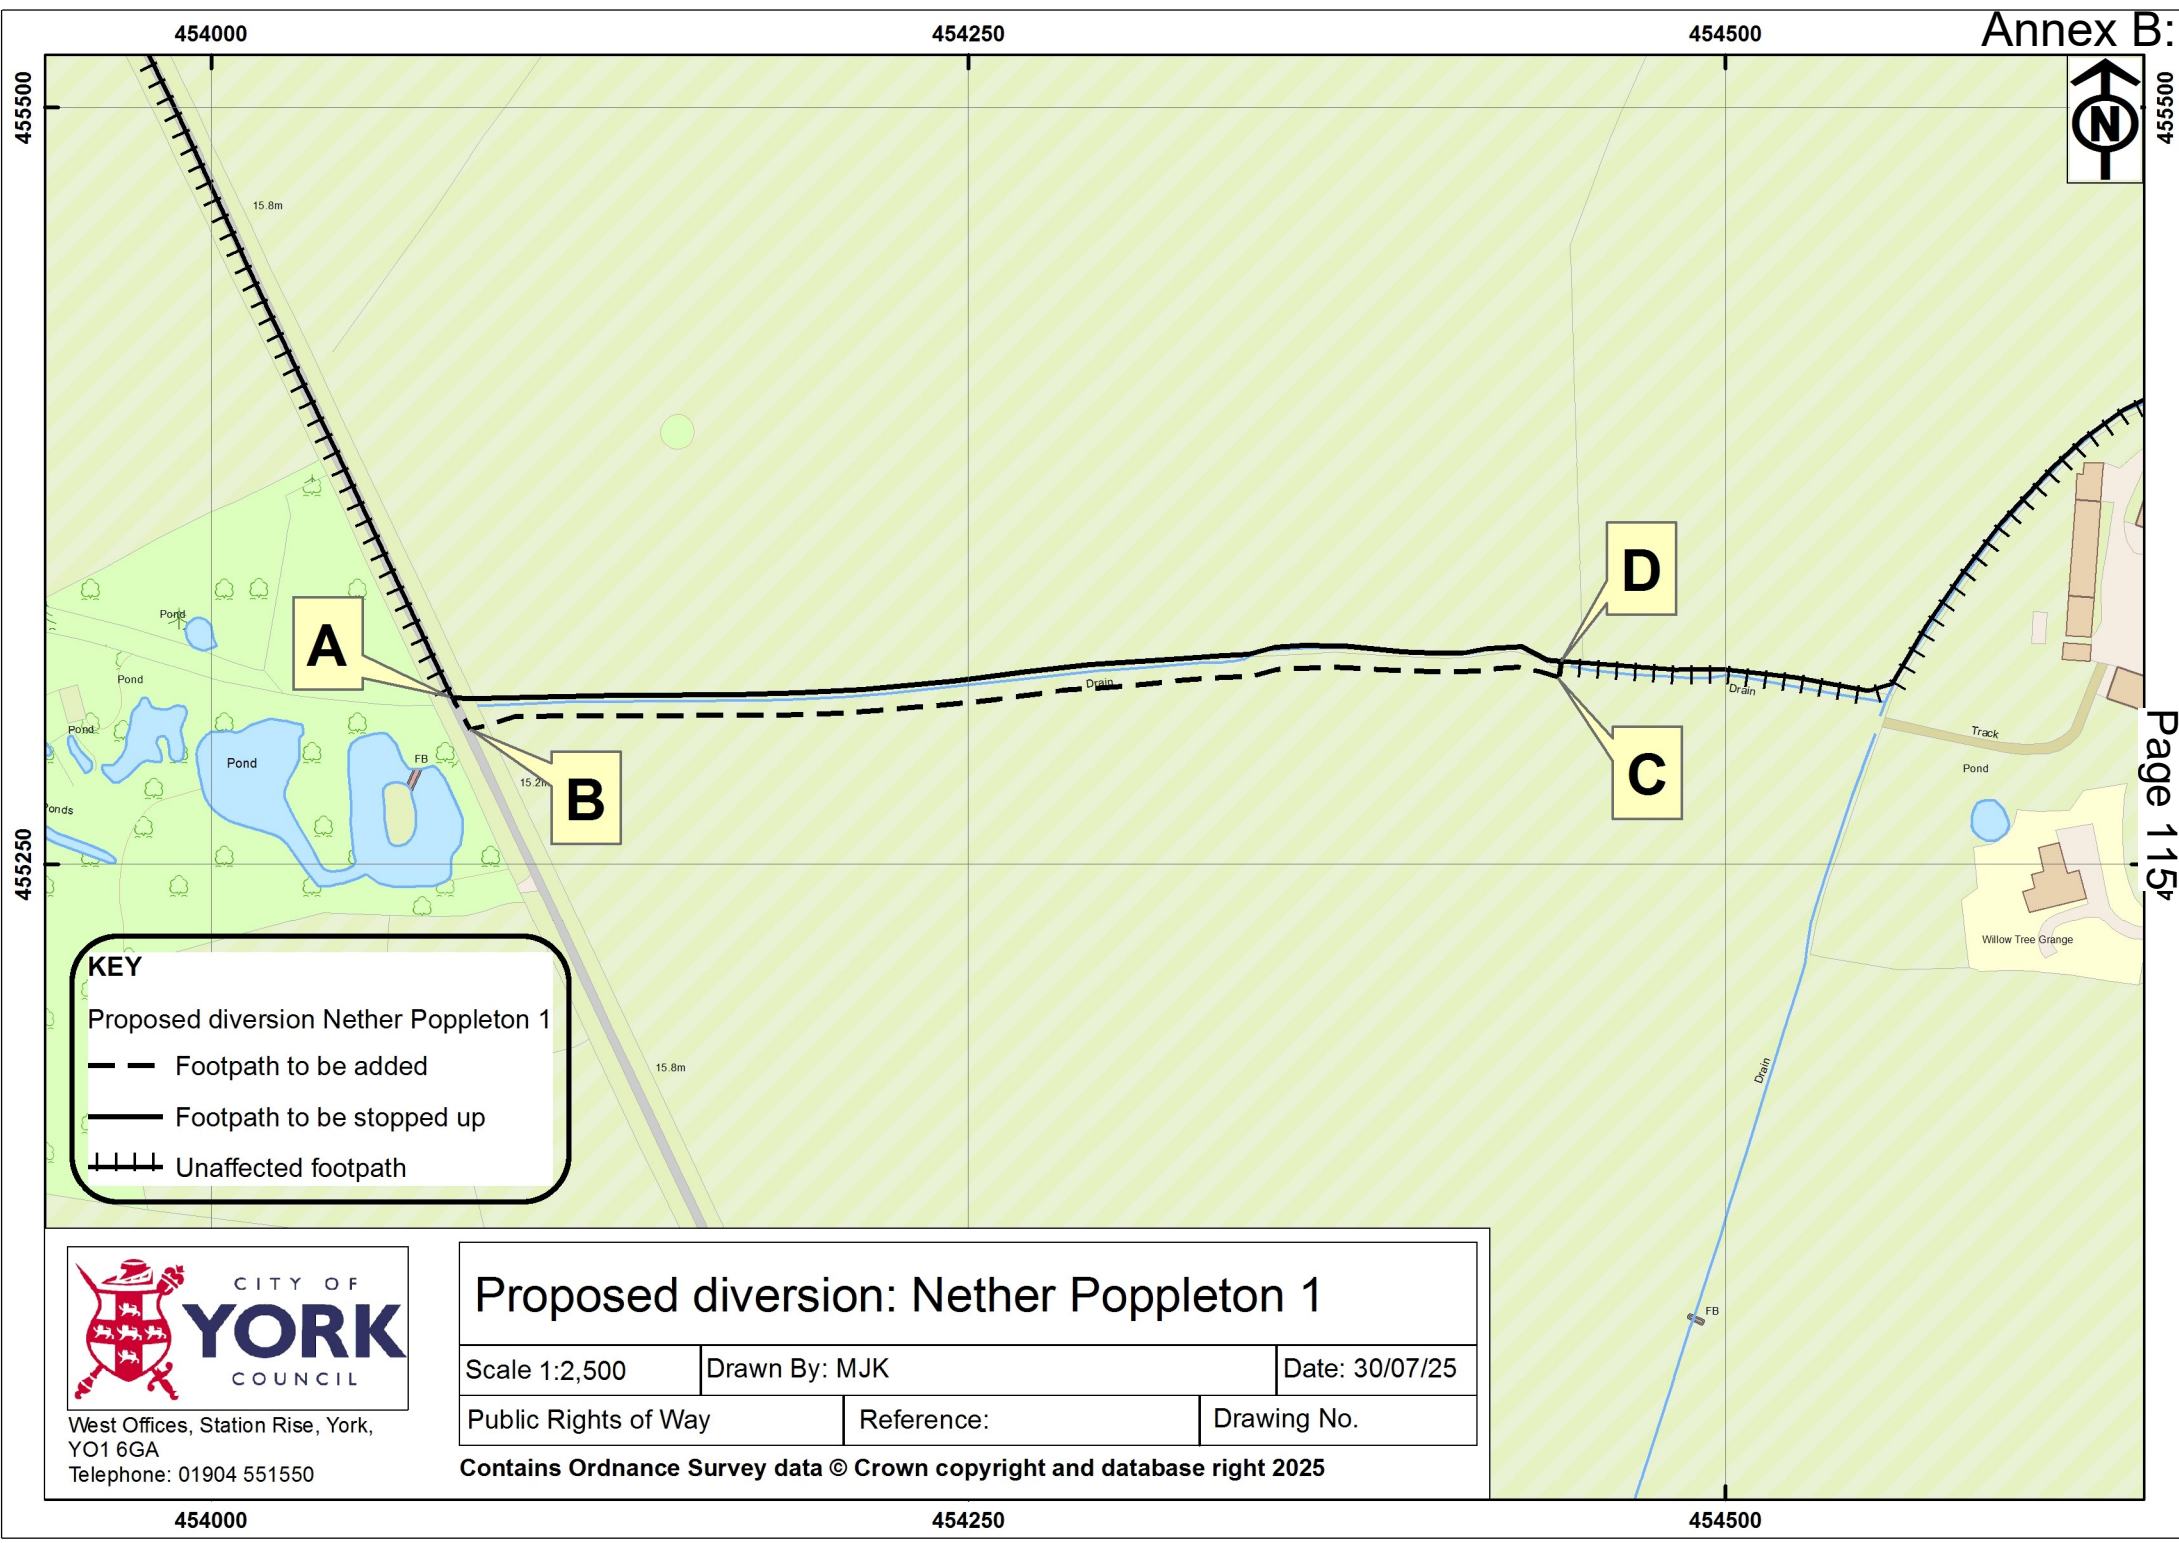 Annex B:
454000
454250
454500
455500
455500
N
15.8m
D
A
Pond
Pond
Pond
Pond
FB
15.2m
B
Drain
Drain
C
Track
Pond
Page 115
onds
455250
Willow Tree Grange
KEY
Proposed diversion Nether Poppleton 1
Footpath to be added
Footpath to be stopped up
Unaffected footpath
15.8m
Drain
FB
CITY OF
YORK
COUNCIL
West Offices, Station Rise, York,
YO1 6GA
Telephone: 01904 551550
Proposed diversion: Nether Poppleton 1
Scale 1:2,500
Drawn By: MJK
Date: 30/07/25
Public Rights of Way
Reference:
Drawing No.
Contains Ordnance Survey data © Crown copyright and database right 2025
454000
454250
454500